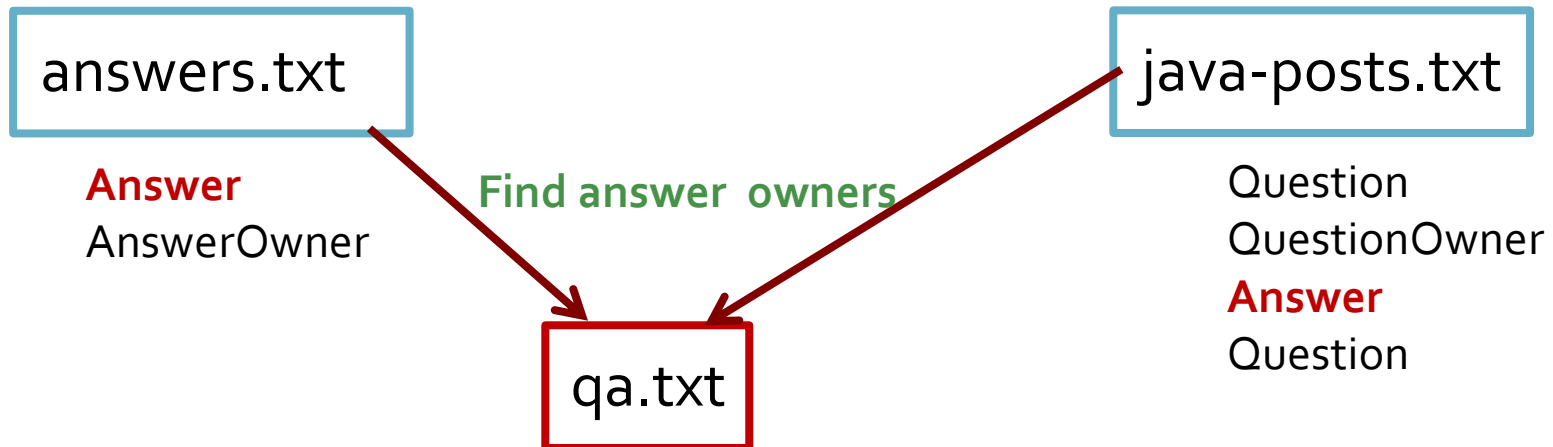 answers.txt
java-posts.txt
Answer
AnswerOwner
Find answer owners
Question
QuestionOwner
Answer
Question
qa.txt